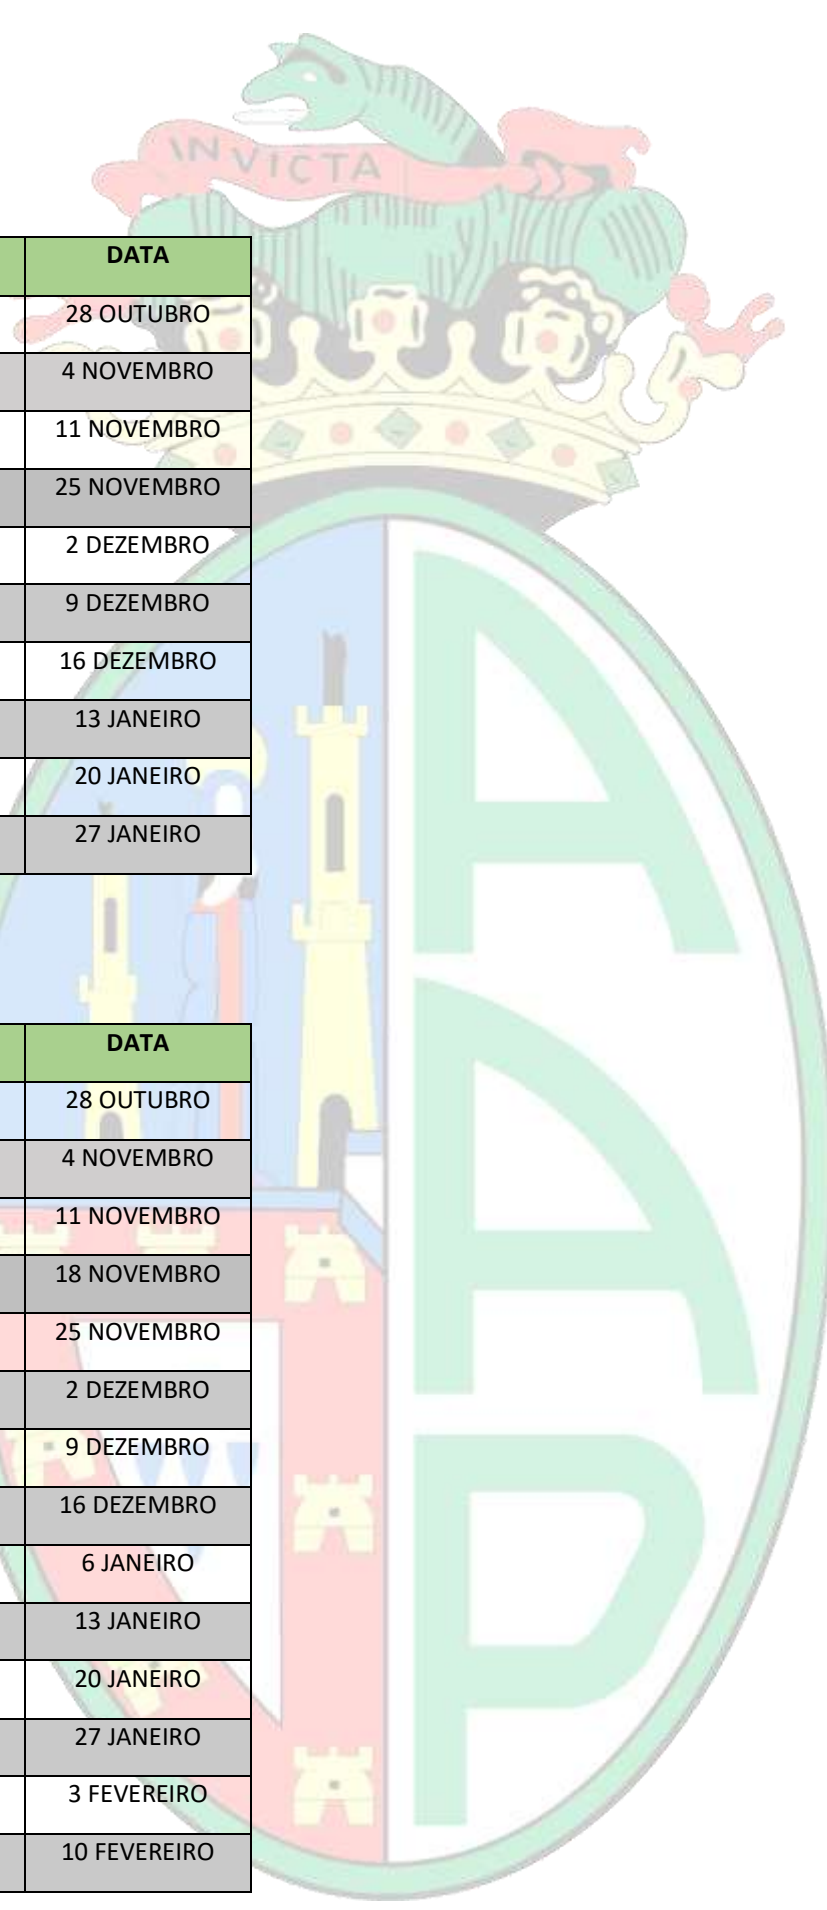 INVICTA
DATA
28 OUTUBRO
4 NOVEMBRO
11 NOVEMBRO
25 NOVEMBRO
2 DEZEMBRO
9 DEZEMBRO
16 DEZEMBRO
13 JANEIRO
20 JANEIRO
27 JANEIRO
DATA
28 OUTUBRO
4 NOVEMBRO
11 NOVEMBRO
18 NOVEMBRO
25 NOVEMBRO
2 DEZEMBRO
9 DEZEMBRO
16 DEZEMBRO
6 JANEIRO
13 JANEIRO
20 JANEIRO
27 JANEIRO
3 FEVEREIRO
10 FEVEREIRO
A
A
P